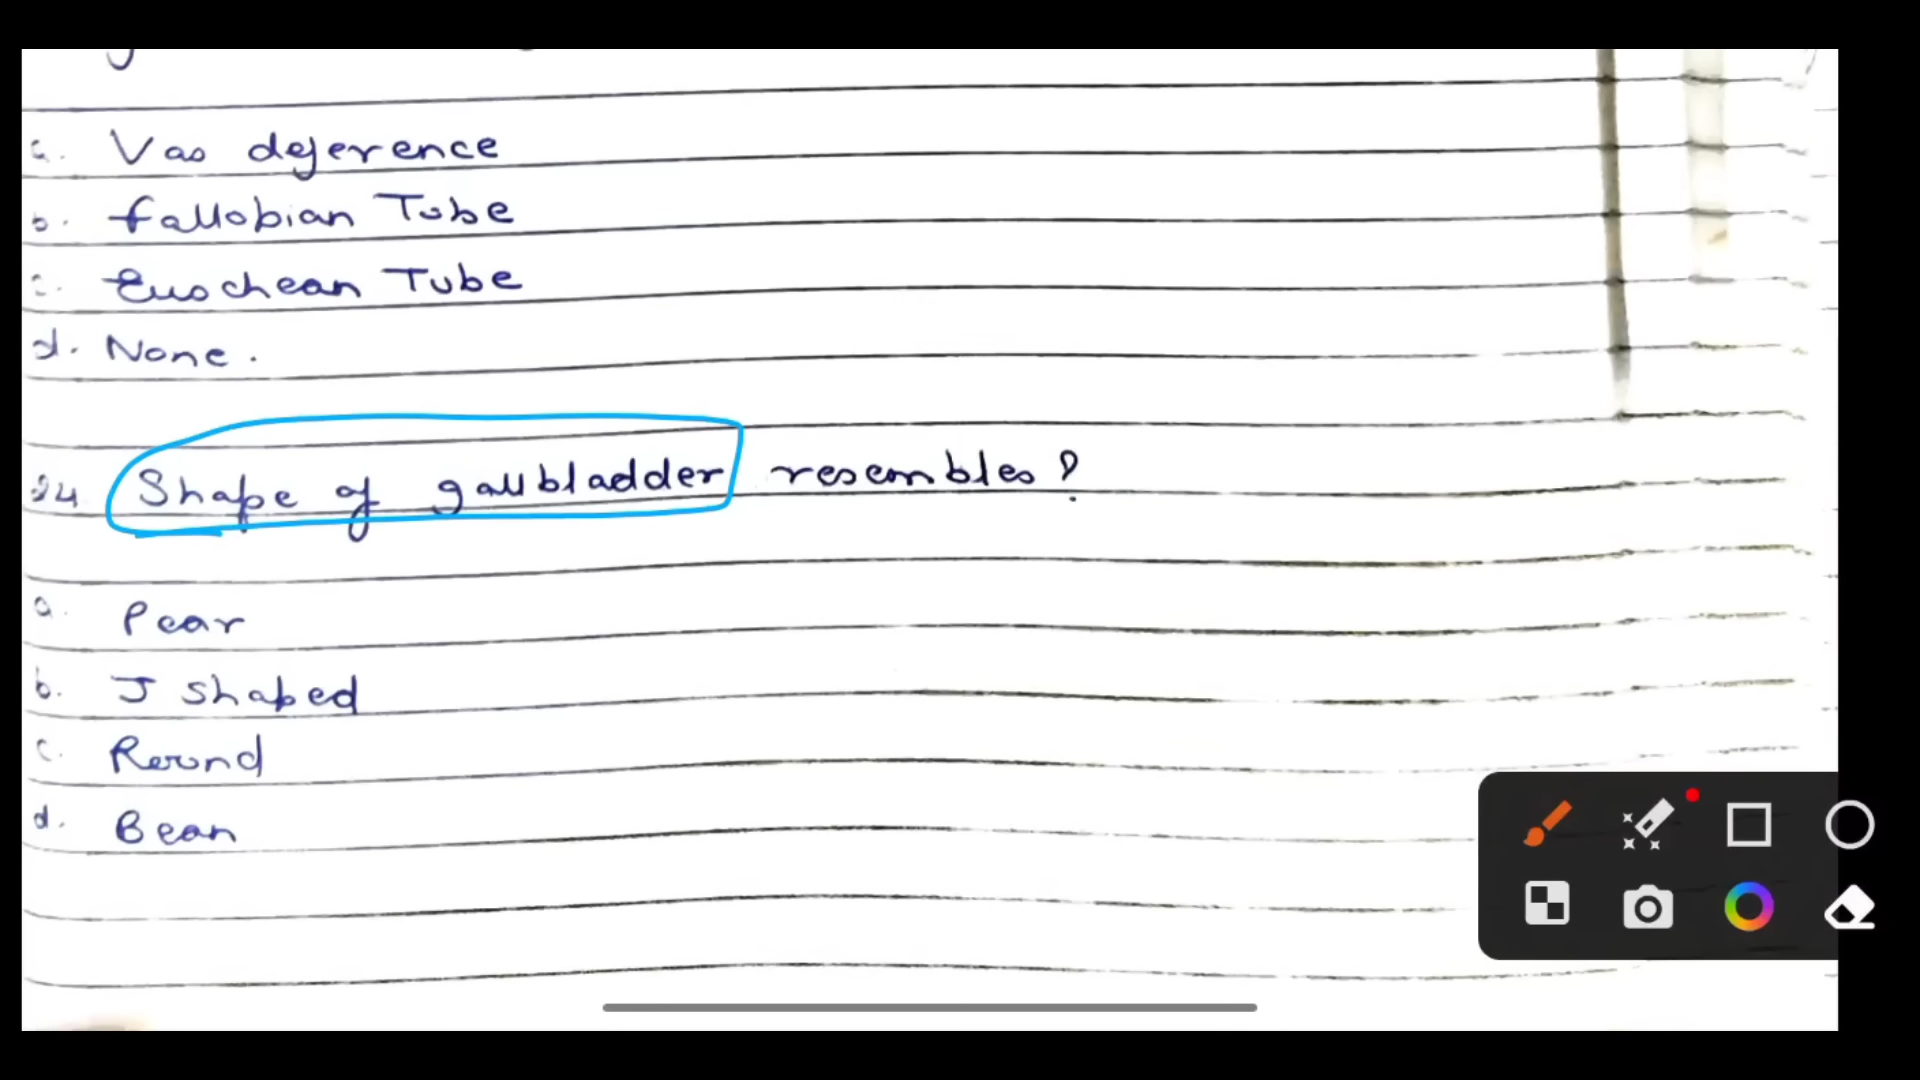 a. Vas deference
b. fallobian Tube
c. Euschean Tube
d. None.
24 Shape of gallbladder resembles?
a. Pear
b. J shaped
c. Round
d. Bean